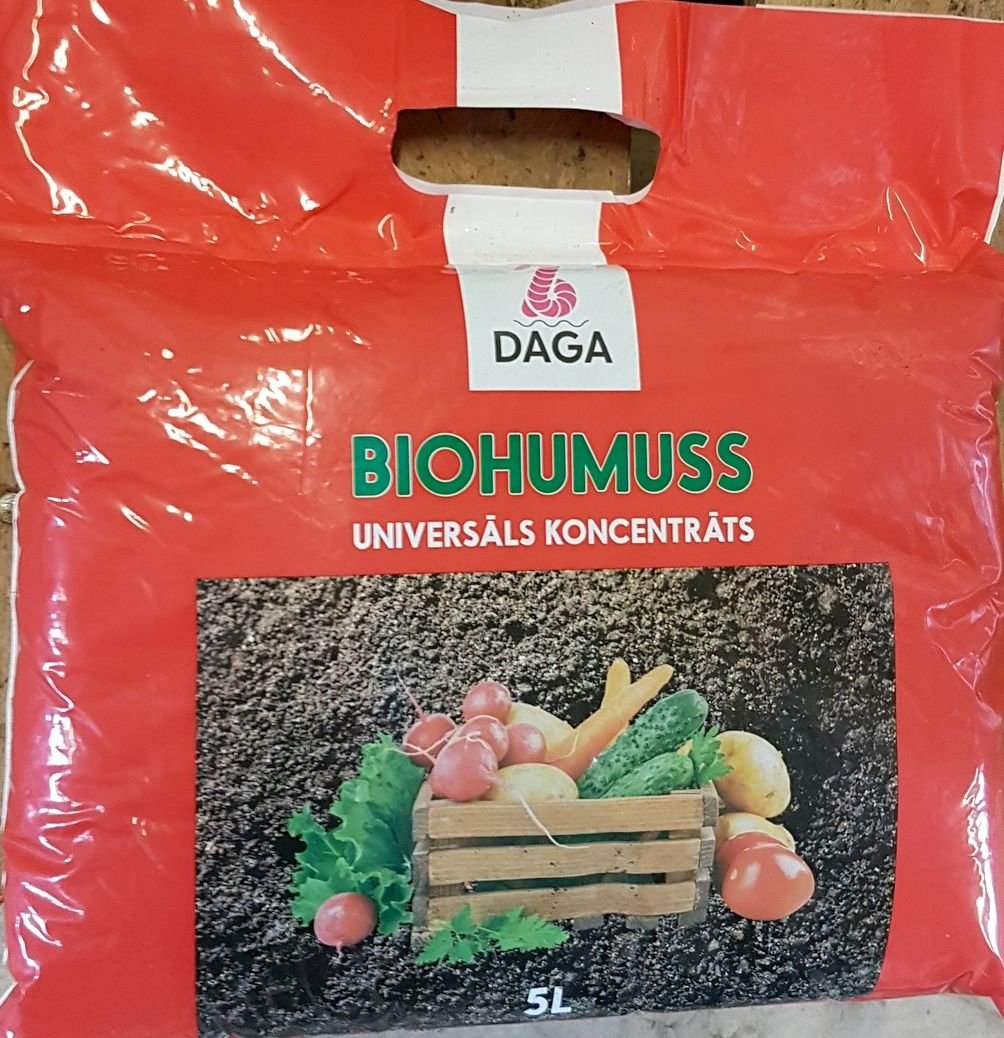 DAGA
BIOHUMUSS
UNIVERSĀLS KONCENTRĀTS
5L